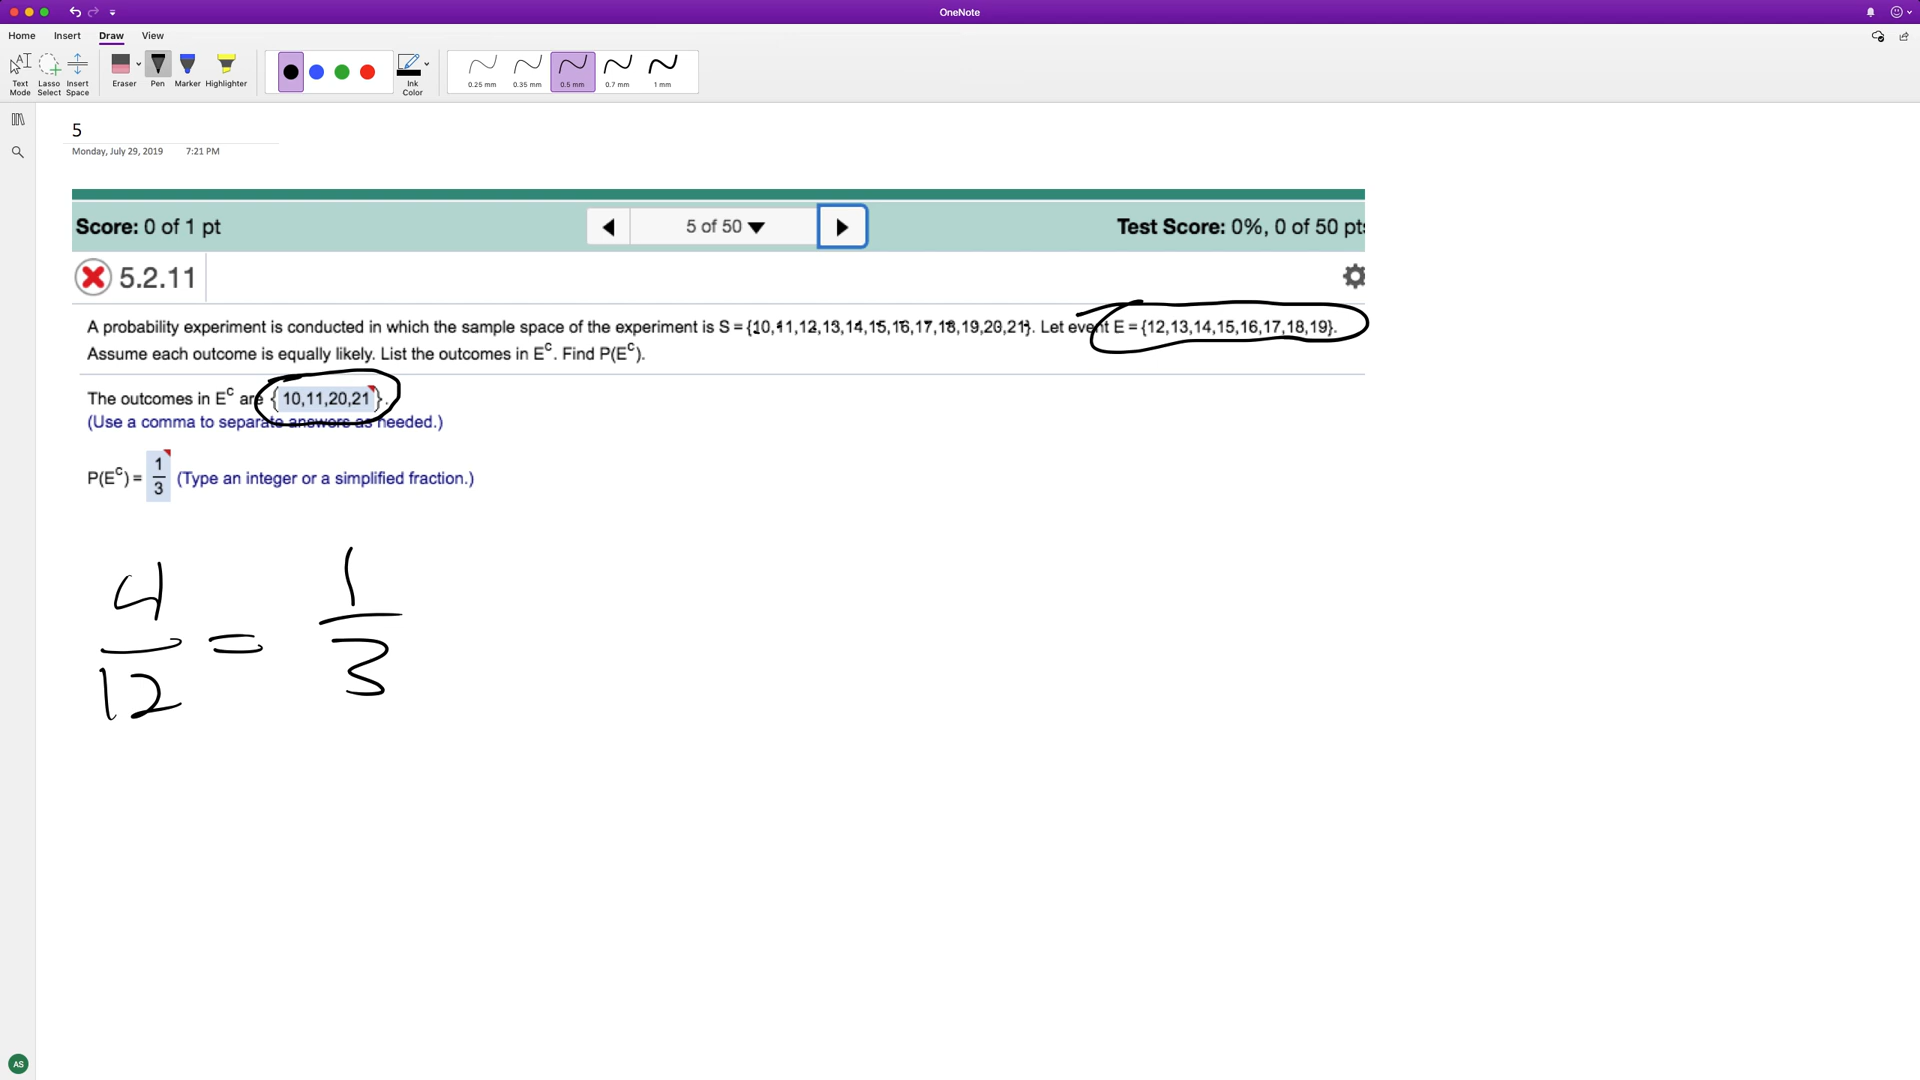 OneNote
Home Insert Draw View
Text Mode
Lasso Select
Insert Space
Eraser
Pen
Marker
Highlighter
Ink Color
0.25 mm
0.35 mm
0.5 mm
0.7 mm
1 mm
5
Monday, July 29, 2019 7:21 PM
Score: 0 of 1 pt
5 of 50
Test Score: 0%, 0 of 50 pts
5.2.11
A probability experiment is conducted in which the sample space of the experiment is S = {10,11,12,13,14,15,16,17,18,19,20,21}. Let event E = {12,13,14,15,16,17,18,19}.
Assume each outcome is equally likely. List the outcomes in E^c. Find P(E^c).
The outcomes in E^c are {10,11,20,21}.
(Use a comma to separate answers as needed.)
P(E^c) = 1/3 (Type an integer or a simplified fraction.)
4/12 = 1/3
AS